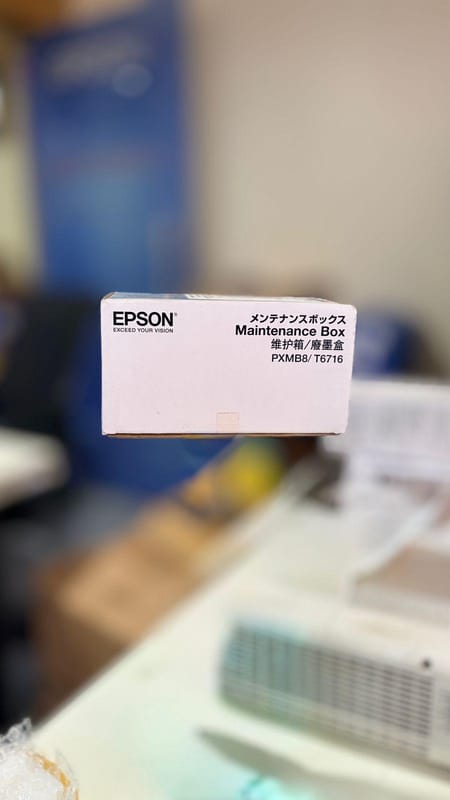 EPSON®
EXCEED YOUR VISION
メンテナンスボックス
Maintenance Box
维护箱/廢墨盒
PXMB8/ T6716